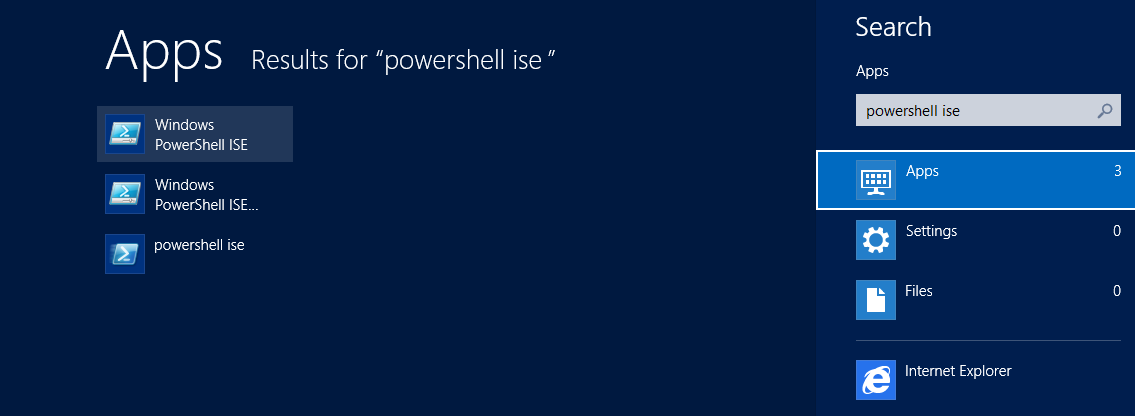 Apps Results for “powershell ise ”
Windows
PowerShell ISE
Windows
PowerShell ISE...
powershell ise
Search
Apps
powershell ise
Apps 3
Settings 0
Files 0
Internet Explorer